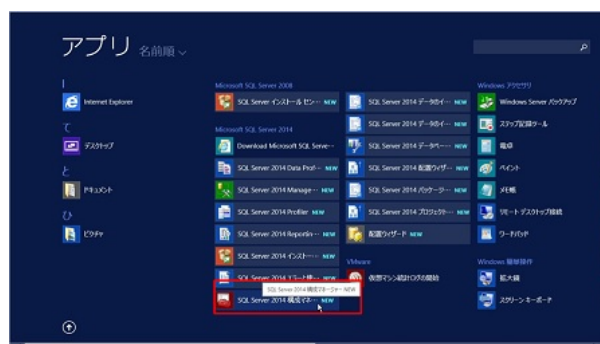 アプリ 名前順
I
Internet Explorer
て
デスクトップ
と
ドキュメント
ひ
ピクチャ
Microsoft SQL Server 2008
SQL Server インストール セン… NEW
Microsoft SQL Server 2014
Download Microsoft SQL Serve…
SQL Server 2014 Data Prof… NEW
SQL Server 2014 Manage… NEW
SQL Server 2014 Profiler NEW
SQL Server 2014 Reportin… NEW
SQL Server 2014 インスト… NEW
SQL Server 2014 エラーと使… NEW
SQL Server 2014 構成マネージャー NEW
SQL Server 2014 構成マネ… NEW
SQL Server 2014 データのイ… NEW
SQL Server 2014 データのイ… NEW
SQL Server 2014 データベー… NEW
SQL Server 2014 配置ウィザ… NEW
SQL Server 2014 パッケージ… NEW
SQL Server 2014 プロジェクト… NEW
配置ウィザード NEW
VMware
仮想マシン統計ログの開始
Windows アクセサリ
Windows Server バックアップ
ステップ記録ツール
電卓
ペイント
メモ帳
リモート デスクトップ接続
ワードパッド
Windows 簡単操作
拡大鏡
スクリーン キーボード